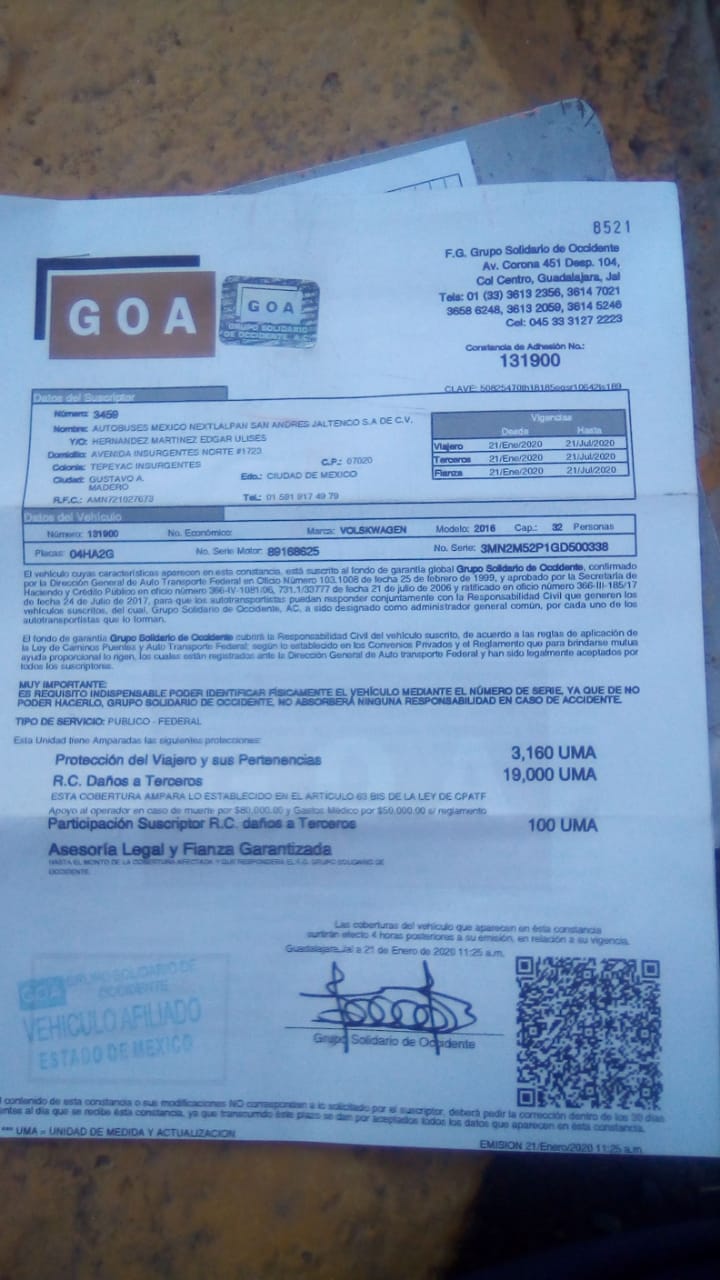 8521
GOA
GOA
GRUPO SOLIDARIO
DE OCCIDENTE A.C.
F.G. Grupo Solidario de Occidente
Av. Corona 451 Desp. 104,
Col Centro, Guadalajara, Jal
Tels: 01 (33) 3613 2356, 3614 7021
3658 6248, 3613 2059, 3614 5246
Cel: 045 33 3127 2223
Constancia de Adhesión No.:
131900
CLAVE:
Datos del Suscriptor
Número: 3459
Nombre: AUTOBUSES MEXICO NEXTLALPAN SAN ANDRES JALTENCO S.A DE C.V.
Y/O: HERNANDEZ MARTINEZ EDGAR ULISES
Domicilio: AVENIDA INSURGENTES NORTE #1723
Colonia: TEPEYAC INSURGENTES C.P.: 07020
Ciudad: GUSTAVO A. MADERO Edo.: CIUDAD DE MEXICO
R.F.C.: AMN721027673 Tel.: 01 591 917 49 79
Vigencias
Desde Hasta
Viajero 21/Ene/2020 21/Jul/2020
Terceros 21/Ene/2020 21/Jul/2020
Fianza 21/Ene/2020 21/Jul/2020
Datos del Vehículo
Número: 131900 No. Económico: Marca: VOLSKWAGEN Modelo: 2016 Cap.: 32 Personas
Placas: 04HA2G No. Serie Motor: 89168625 No. Serie: 3MN2M52P1GD500338
El vehículo cuyas características aparecen en esta constancia, está suscrito al fondo de garantía global Grupo Solidario de Occidente, confirmado
por la Dirección General de Auto Transporte Federal en Oficio Número 103.1008 de fecha 25 de febrero de 1999, y aprobado por la Secretaría de
Hacienda y Crédito Público en oficio número 366-IV-1081/06, 731.1/33777 de fecha 21 de julio de 2006 y ratificado en oficio número 366-III-185/17
de fecha 24 de Julio de 2017, para que los autotransportistas puedan responder conjuntamente con la Responsabilidad Civil que generen los
vehículos suscritos, del cual, Grupo Solidario de Occidente, AC, a sido designado como administrador general común, por cada uno de los
autotransportistas que lo forman.
El fondo de garantía Grupo Solidario de Occidente cubrirá la Responsabilidad Civil del vehículo suscrito, de acuerdo a las reglas de aplicación de
la Ley de Caminos Puentes y Auto Transporte Federal; según lo establecido en los Convenios Privados y el Reglamento que para brindarse mutua
ayuda proporcional lo rigen, los cuales están registrados ante la Dirección General de Auto transporte Federal y han sido legalmente aceptados por
todos los suscriptores.
MUY IMPORTANTE:
ES REQUISITO INDISPENSABLE PODER IDENTIFICAR FÍSICAMENTE EL VEHÍCULO MEDIANTE EL NÚMERO DE SERIE, YA QUE DE NO
PODER HACERLO, GRUPO SOLIDARIO DE OCCIDENTE, NO ABSORBERÁ NINGUNA RESPONSABILIDAD EN CASO DE ACCIDENTE.
TIPO DE SERVICIO: PUBLICO - FEDERAL
Esta Unidad tiene Amparadas las siguientes protecciones:
Protección del Viajero y sus Pertenencias 3,160 UMA
R.C. Daños a Terceros 19,000 UMA
ESTA COBERTURA AMPARA LO ESTABLECIDO EN EL ARTICULO 63 BIS DE LA LEY DE CPATF
Apoyo al operador en caso de muerte por $80,000.00 y Gastos Médico por $50,000.00 s/ reglamento
Participación Suscriptor R.C. daños a Terceros 100 UMA
Asesoría Legal y Fianza Garantizada
HASTA EL MONTO DE LA COBERTURA AFECTADA Y QUE RESPONDERA EL F.G. GRUPO SOLIDARIO DE
OCCIDENTE.
Las coberturas del vehículo que aparecen en ésta constancia
surtirán efecto 4 horas posteriores a su emisión, en relación a su vigencia.
Guadalajara, Jal a 21 de Enero de 2020 11:25 a.m.
Grupo Solidario de Occidente
GOA GRUPO SOLIDARIO DE
OCCIDENTE
VEHICULO AFILIADO
ESTADO DE MEXICO
contenido de esta constancia o sus modificaciones NO corresponden a lo solicitado por el suscriptor, deberá pedir la corrección dentro de los 30 días
al día que se recibe ésta constancia, ya que transcurrido este plazo se dan por aceptados todos los datos que aparecen en ésta constancia.
*** UMA = UNIDAD DE MEDIDA Y ACTUALIZACION
EMISION 21/Enero/2020 11:25 a.m.